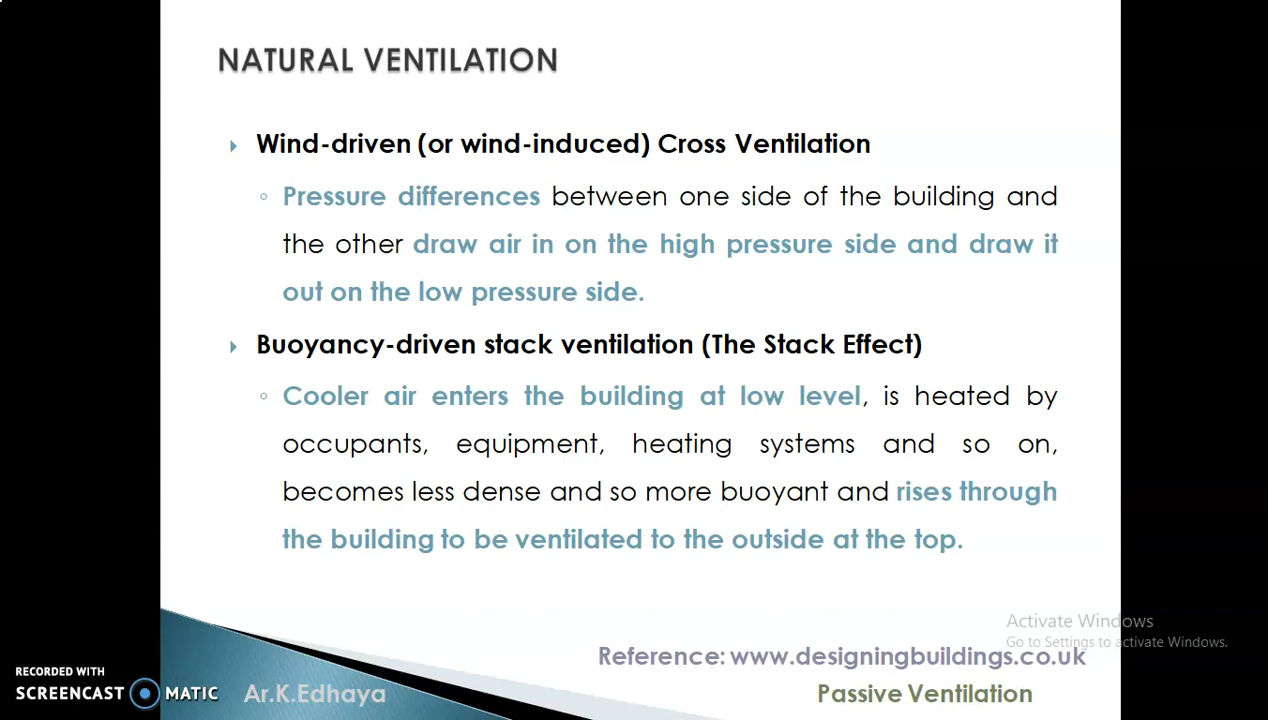 NATURAL VENTILATION
Wind-driven (or wind-induced) Cross Ventilation
Pressure differences between one side of the building and
the other draw air in on the high pressure side and draw it
out on the low pressure side.
Buoyancy-driven stack ventilation (The Stack Effect)
Cooler air enters the building at low level, is heated by
occupants, equipment, heating systems and so on,
becomes less dense and so more buoyant and rises through
the building to be ventilated to the outside at the top.
Activate Windows
Go to Settings to activate Windows.
Reference: www.designingbuildings.co.uk
RECORDED WITH
SCREENCAST MATIC
Ar.K.Edhaya
Passive Ventilation